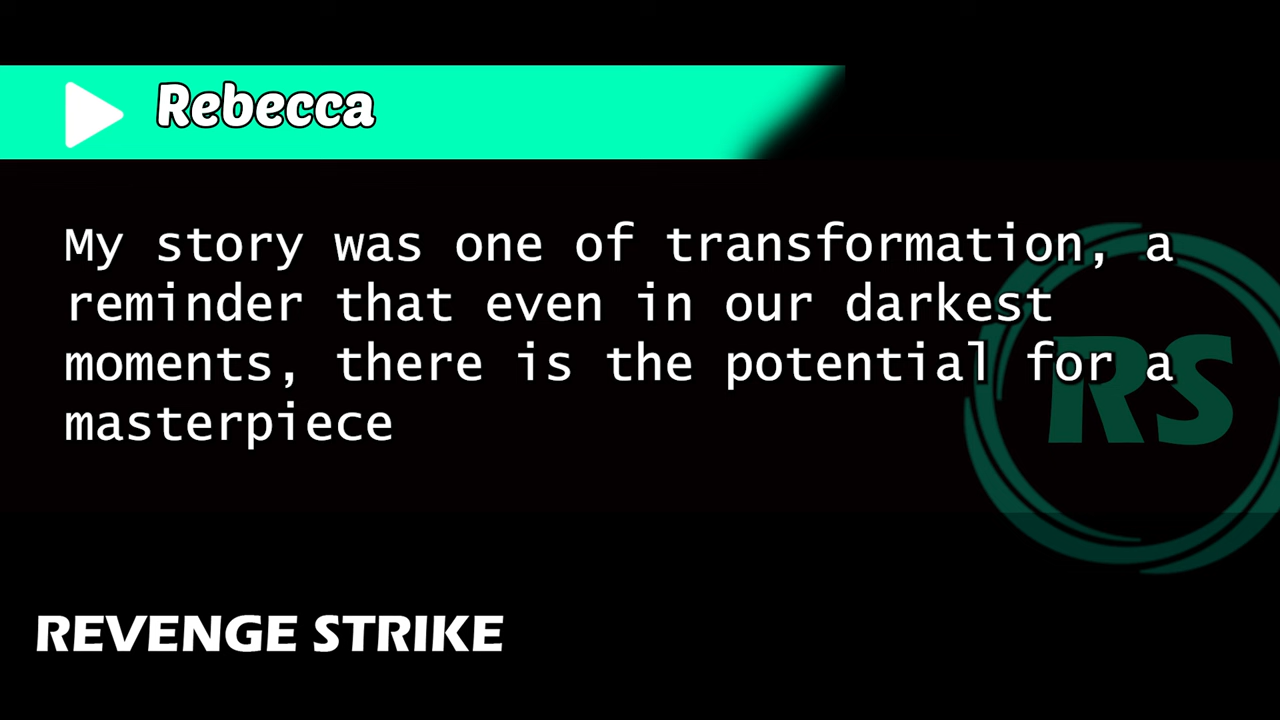 Rebecca
My story was one of transformation, a
reminder that even in our darkest
moments, there is the potential for a
masterpiece
RS
REVENGE STRIKE